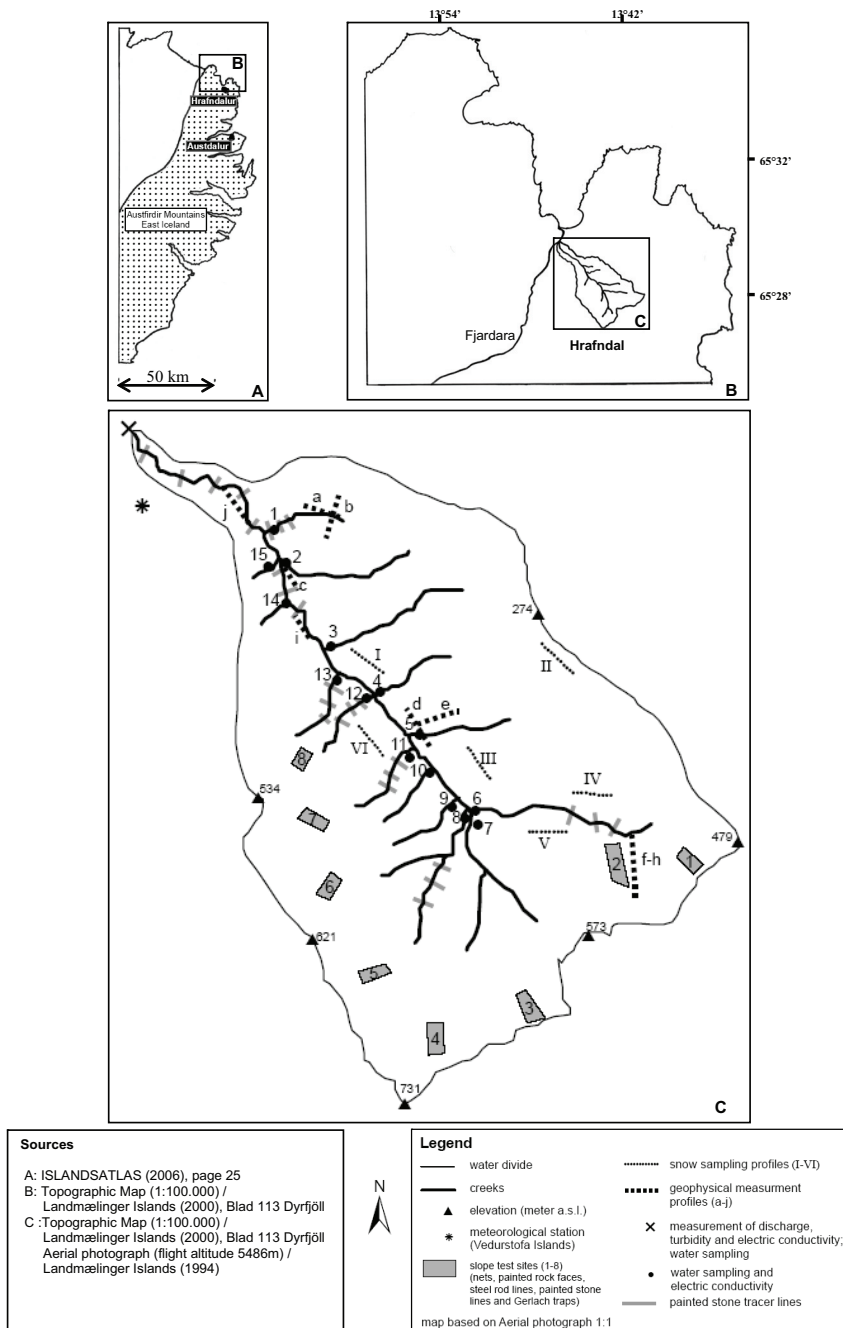 13°54'
13°42'
B
Hrafndalur
Austdalur
Austfirdir Mountains
East Iceland
50 km
A
65°32'
65°28'
Fjardara
C
Hrafndal
B
a
b
j
1
15
2
c
14
i
3
I
274
II
13
4
12
d
e
5
VI
11
III
10
8
534
IV
7
9
6
8
7
V
479
2
f-h
1
6
621
573
5
3
4
731
C
Sources
A: ISLANDSATLAS (2006), page 25
B: Topographic Map (1:100.000) /
Landmælinger Islands (2000), Blad 113 Dyrfjöll
C :Topographic Map (1:100.000) /
Landmælinger Islands (2000), Blad 113 Dyrfjöll
Aerial photograph (flight altitude 5486m) /
Landmælinger Islands (1994)
N
Legend
water divide
creeks
elevation (meter a.s.l.)
meteorological station
(Vedurstofa Islands)
slope test sites (1-8)
(nets, painted rock faces,
steel rod lines, painted stone
lines and Gerlach traps)
map based on Aerial photograph 1:1
snow sampling profiles (I-VI)
geophysical measurment
profiles (a-j)
measurement of discharge,
turbidity and electric conductivity;
water sampling
water sampling and
electric conductivity
painted stone tracer lines